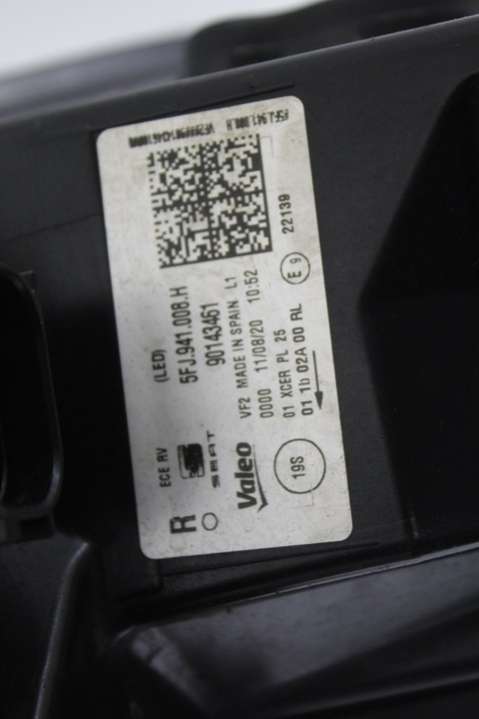 R
ECE RV
(LED)
SEAT
5FJ.941.008.H
90143461
Valeo
VF2 MADE IN SPAIN L1
0000 11/08/20 10:52
19S
01 XCER PL 25
01 1b 02A 00 RL
E 9
22139